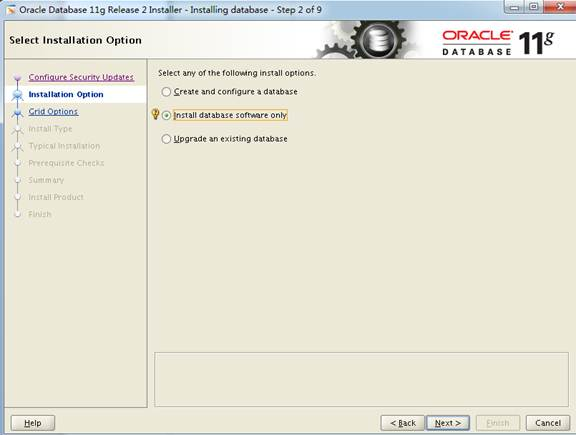 Oracle Database 11g Release 2 Installer - Installing database - Step 2 of 9
Select Installation Option
ORACLE
DATABASE
11g
Configure Security Updates
Installation Option
Grid Options
Install Type
Typical Installation
Prerequisite Checks
Summary
Install Product
Finish
Select any of the following install options.
Create and configure a database
Install database software only
Upgrade an existing database
Help
< Back
Next >
Finish
Cancel